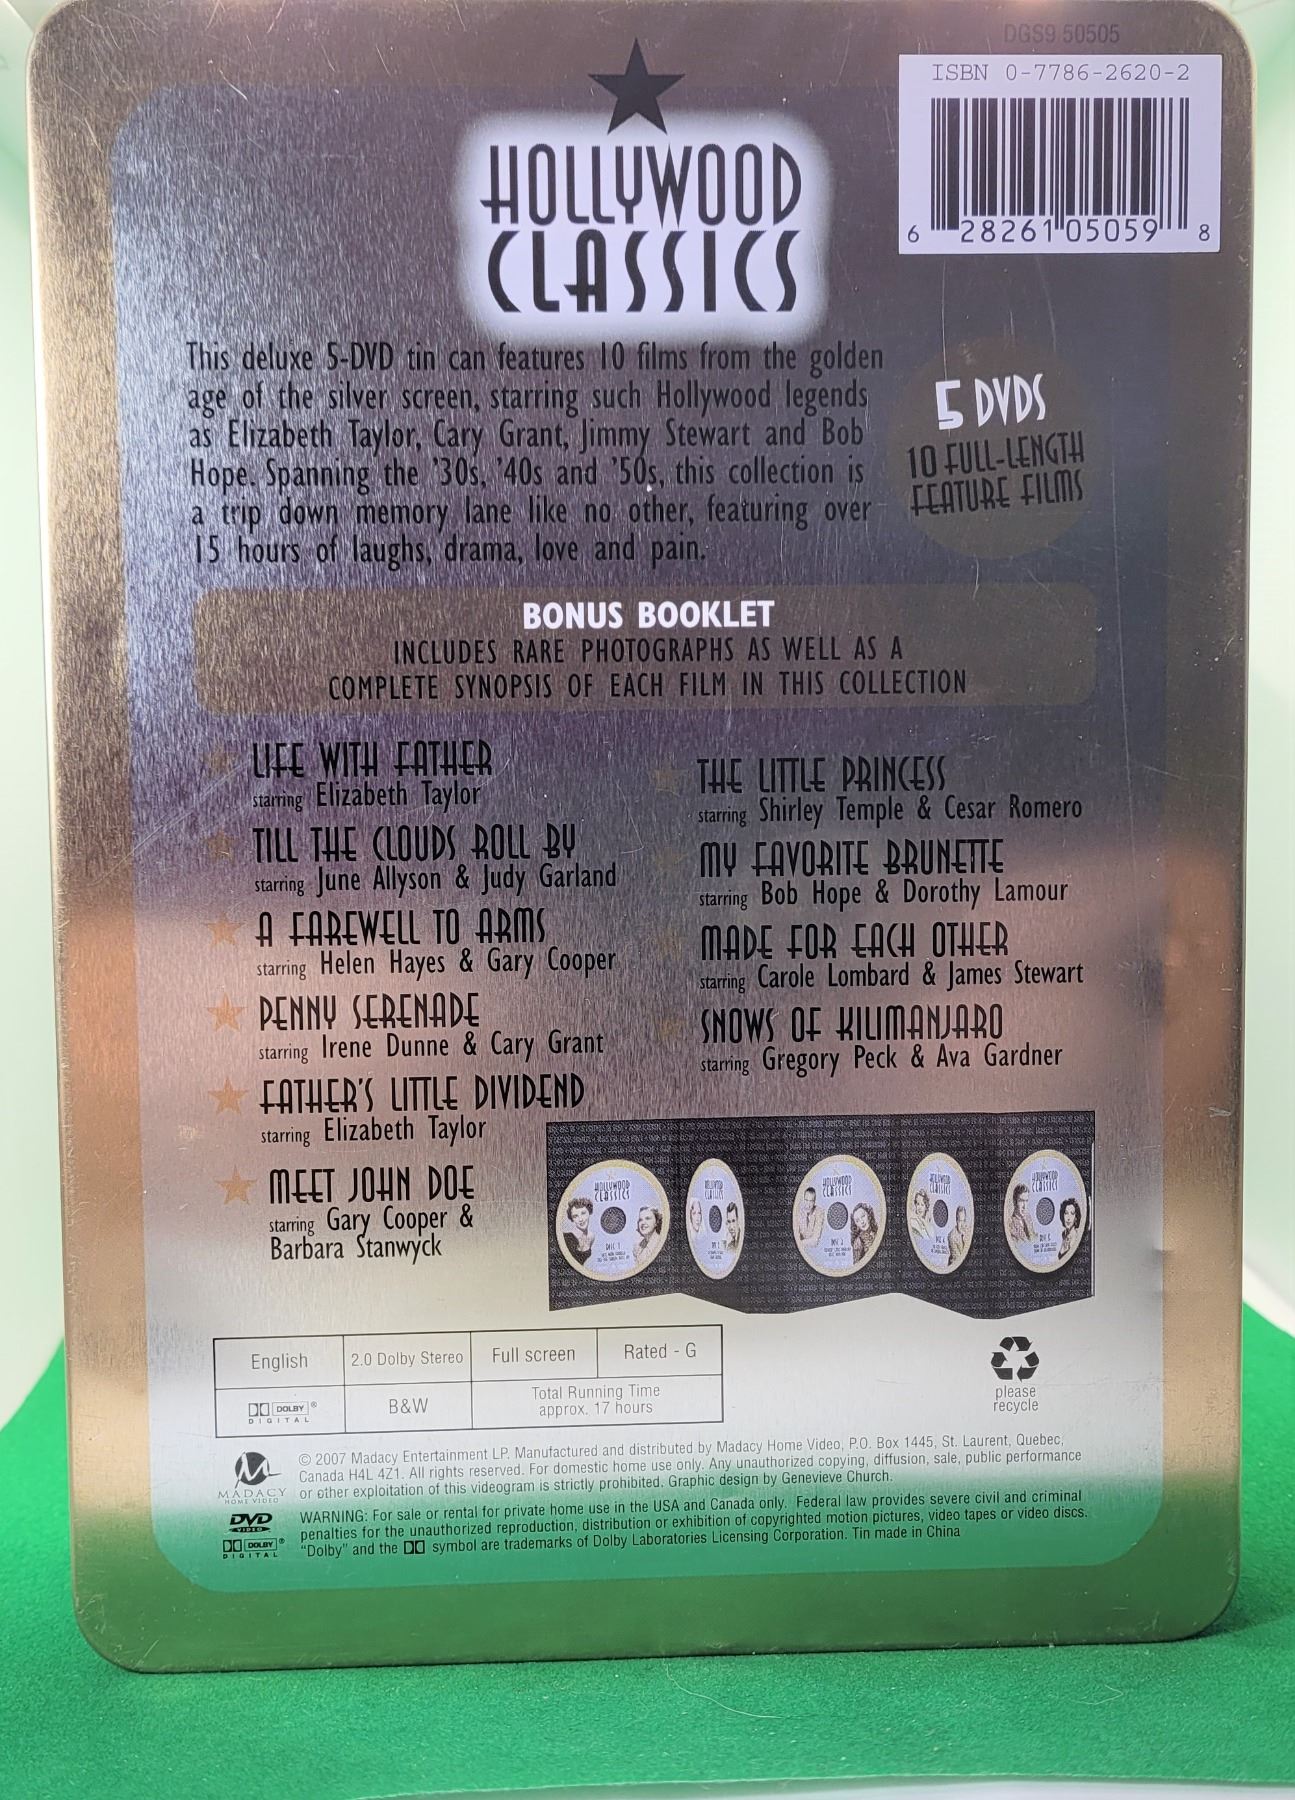 DGS9 50505
ISBN 0-7786-2620-2
6 28261 05059 8
HOLLYWOOD
CLASSICS
This deluxe 5-DVD tin can features 10 films from the golden
age of the silver screen, starring such Hollywood legends
as Elizabeth Taylor, Cary Grant, Jimmy Stewart and Bob
Hope. Spanning the '30s, '40s and '50s, this collection is
a trip down memory lane like no other, featuring over
15 hours of laughs, drama, love and pain.
5 DVDS
10 FULL-LENGTH
FEATURE FILMS
BONUS BOOKLET
INCLUDES RARE PHOTOGRAPHS AS WELL AS A
COMPLETE SYNOPSIS OF EACH FILM IN THIS COLLECTION
LIFE WITH FATHER
starring Elizabeth Taylor
TILL THE CLOUDS ROLL BY
starring June Allyson & Judy Garland
A FAREWELL TO ARMS
starring Helen Hayes & Gary Cooper
PENNY SERENADE
starring Irene Dunne & Cary Grant
FATHER'S LITTLE DIVIDEND
starring Elizabeth Taylor
MEET JOHN DOE
starring Gary Cooper &
Barbara Stanwyck
THE LITTLE PRINCESS
starring Shirley Temple & Cesar Romero
MY FAVORITE BRUNETTE
starring Bob Hope & Dorothy Lamour
MADE FOR EACH OTHER
starring Carole Lombard & James Stewart
SNOWS OF KILIMANJARO
starring Gregory Peck & Ava Gardner
HOLLYWOOD
CLASSICS
DISC 1
HOLLYWOOD
CLASSICS
HOLLYWOOD
CLASSICS
HOLLYWOOD
CLASSICS
HOLLYWOOD
CLASSICS
English
2.0 Dolby Stereo
Full screen
Rated - G
DOLBY ®
DIGITAL
B&W
Total Running Time
approx. 17 hours
please
recycle
MADACY
HOME VIDEO
© 2007 Madacy Entertainment LP. Manufactured and distributed by Madacy Home Video, P.O. Box 1445, St. Laurent, Quebec,
Canada H4L 4Z1. All rights reserved. For domestic home use only. Any unauthorized copying, diffusion, sale, public performance
or other exploitation of this videogram is strictly prohibited. Graphic design by Genevieve Church.
DVD
VIDEO
DOLBY ®
DIGITAL
WARNING: For sale or rental for private home use in the USA and Canada only. Federal law provides severe civil and criminal
penalties for the unauthorized reproduction, distribution or exhibition of copyrighted motion pictures, video tapes or video discs.
"Dolby" and the symbol are trademarks of Dolby Laboratories Licensing Corporation. Tin made in China